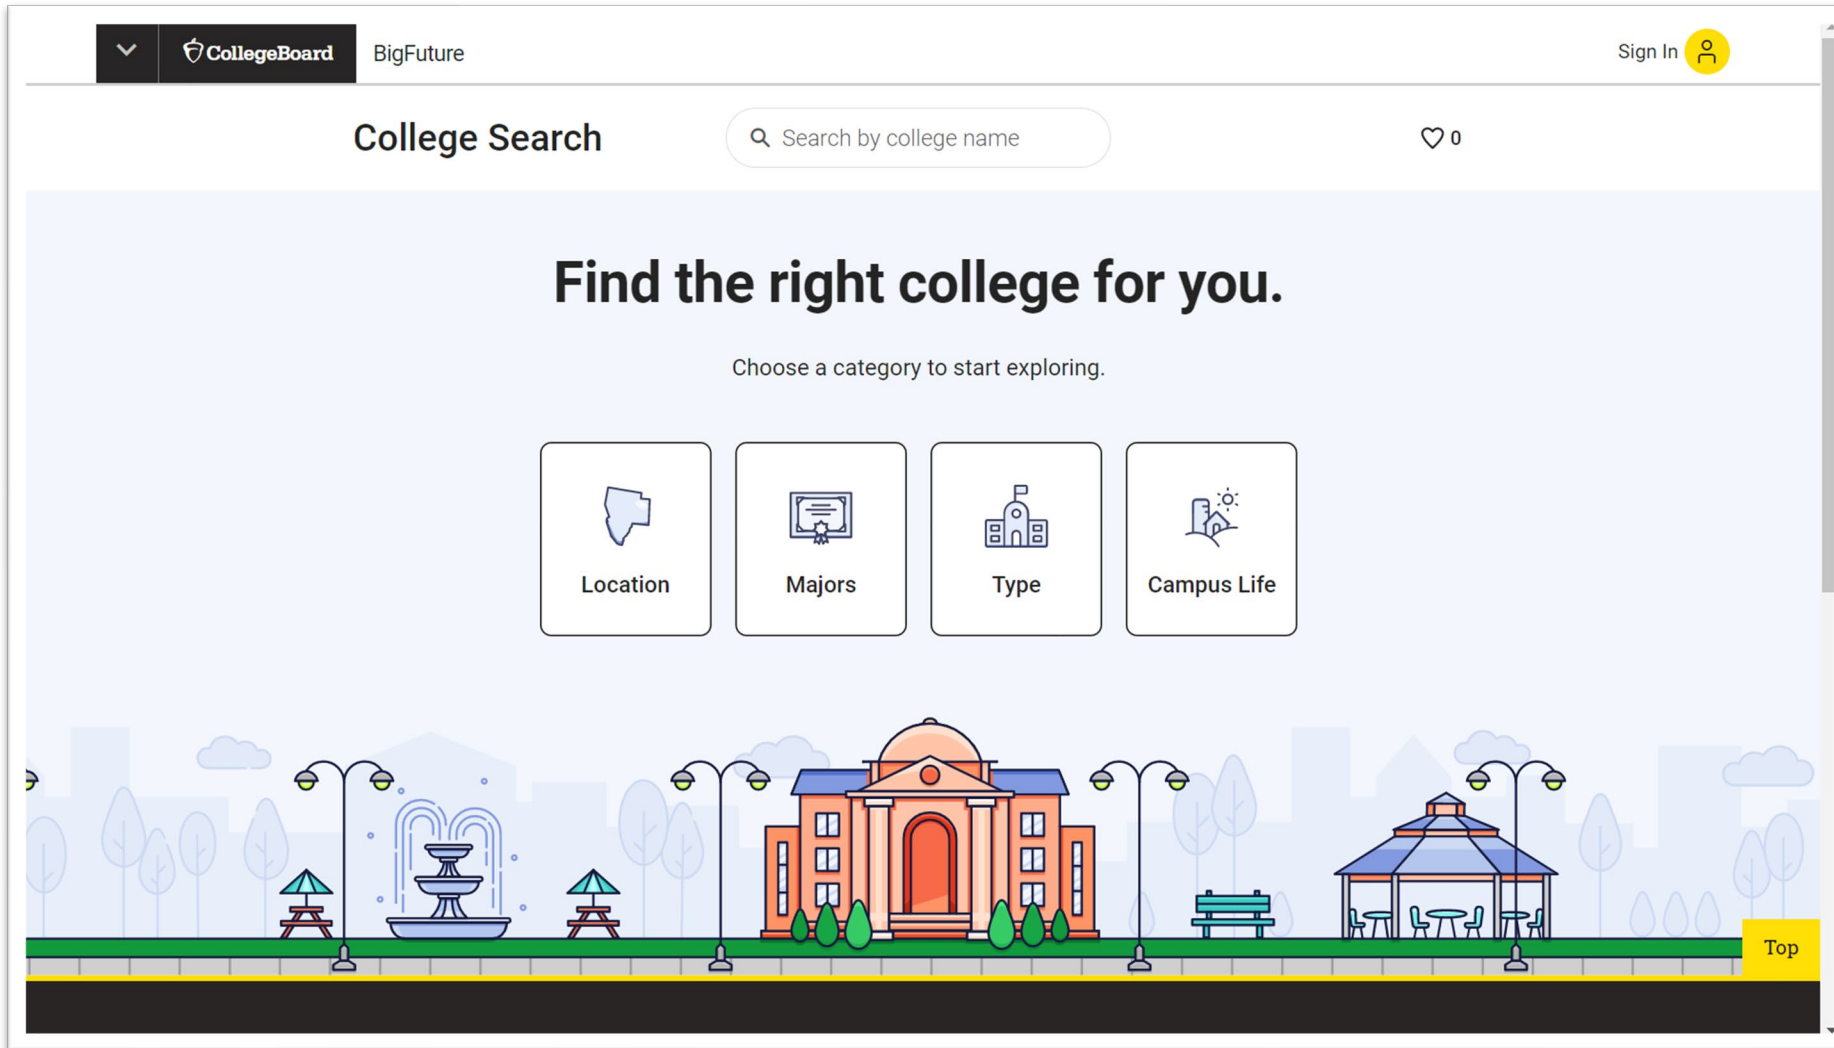 CollegeBoard
BigFuture
Sign In
College Search
Search by college name
0
Find the right college for you.
Choose a category to start exploring.
Location
Majors
Type
Campus Life
Top